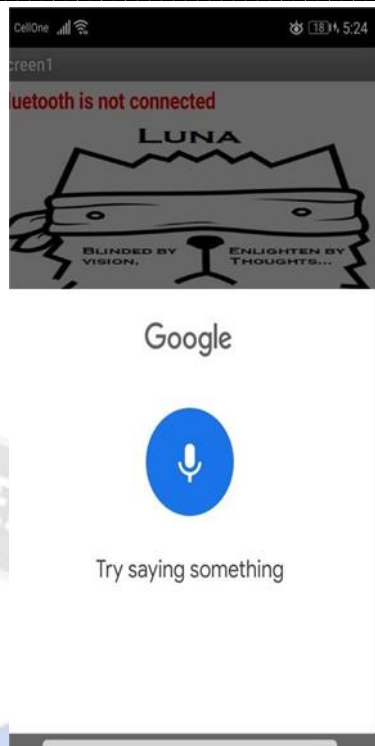 CellOne 18 5:24
creen1
luetooth is not connected
LUNA
BLINDED BY ENLIGHTEN BY
VISION, THOUGHTS...
Google
Try saying something